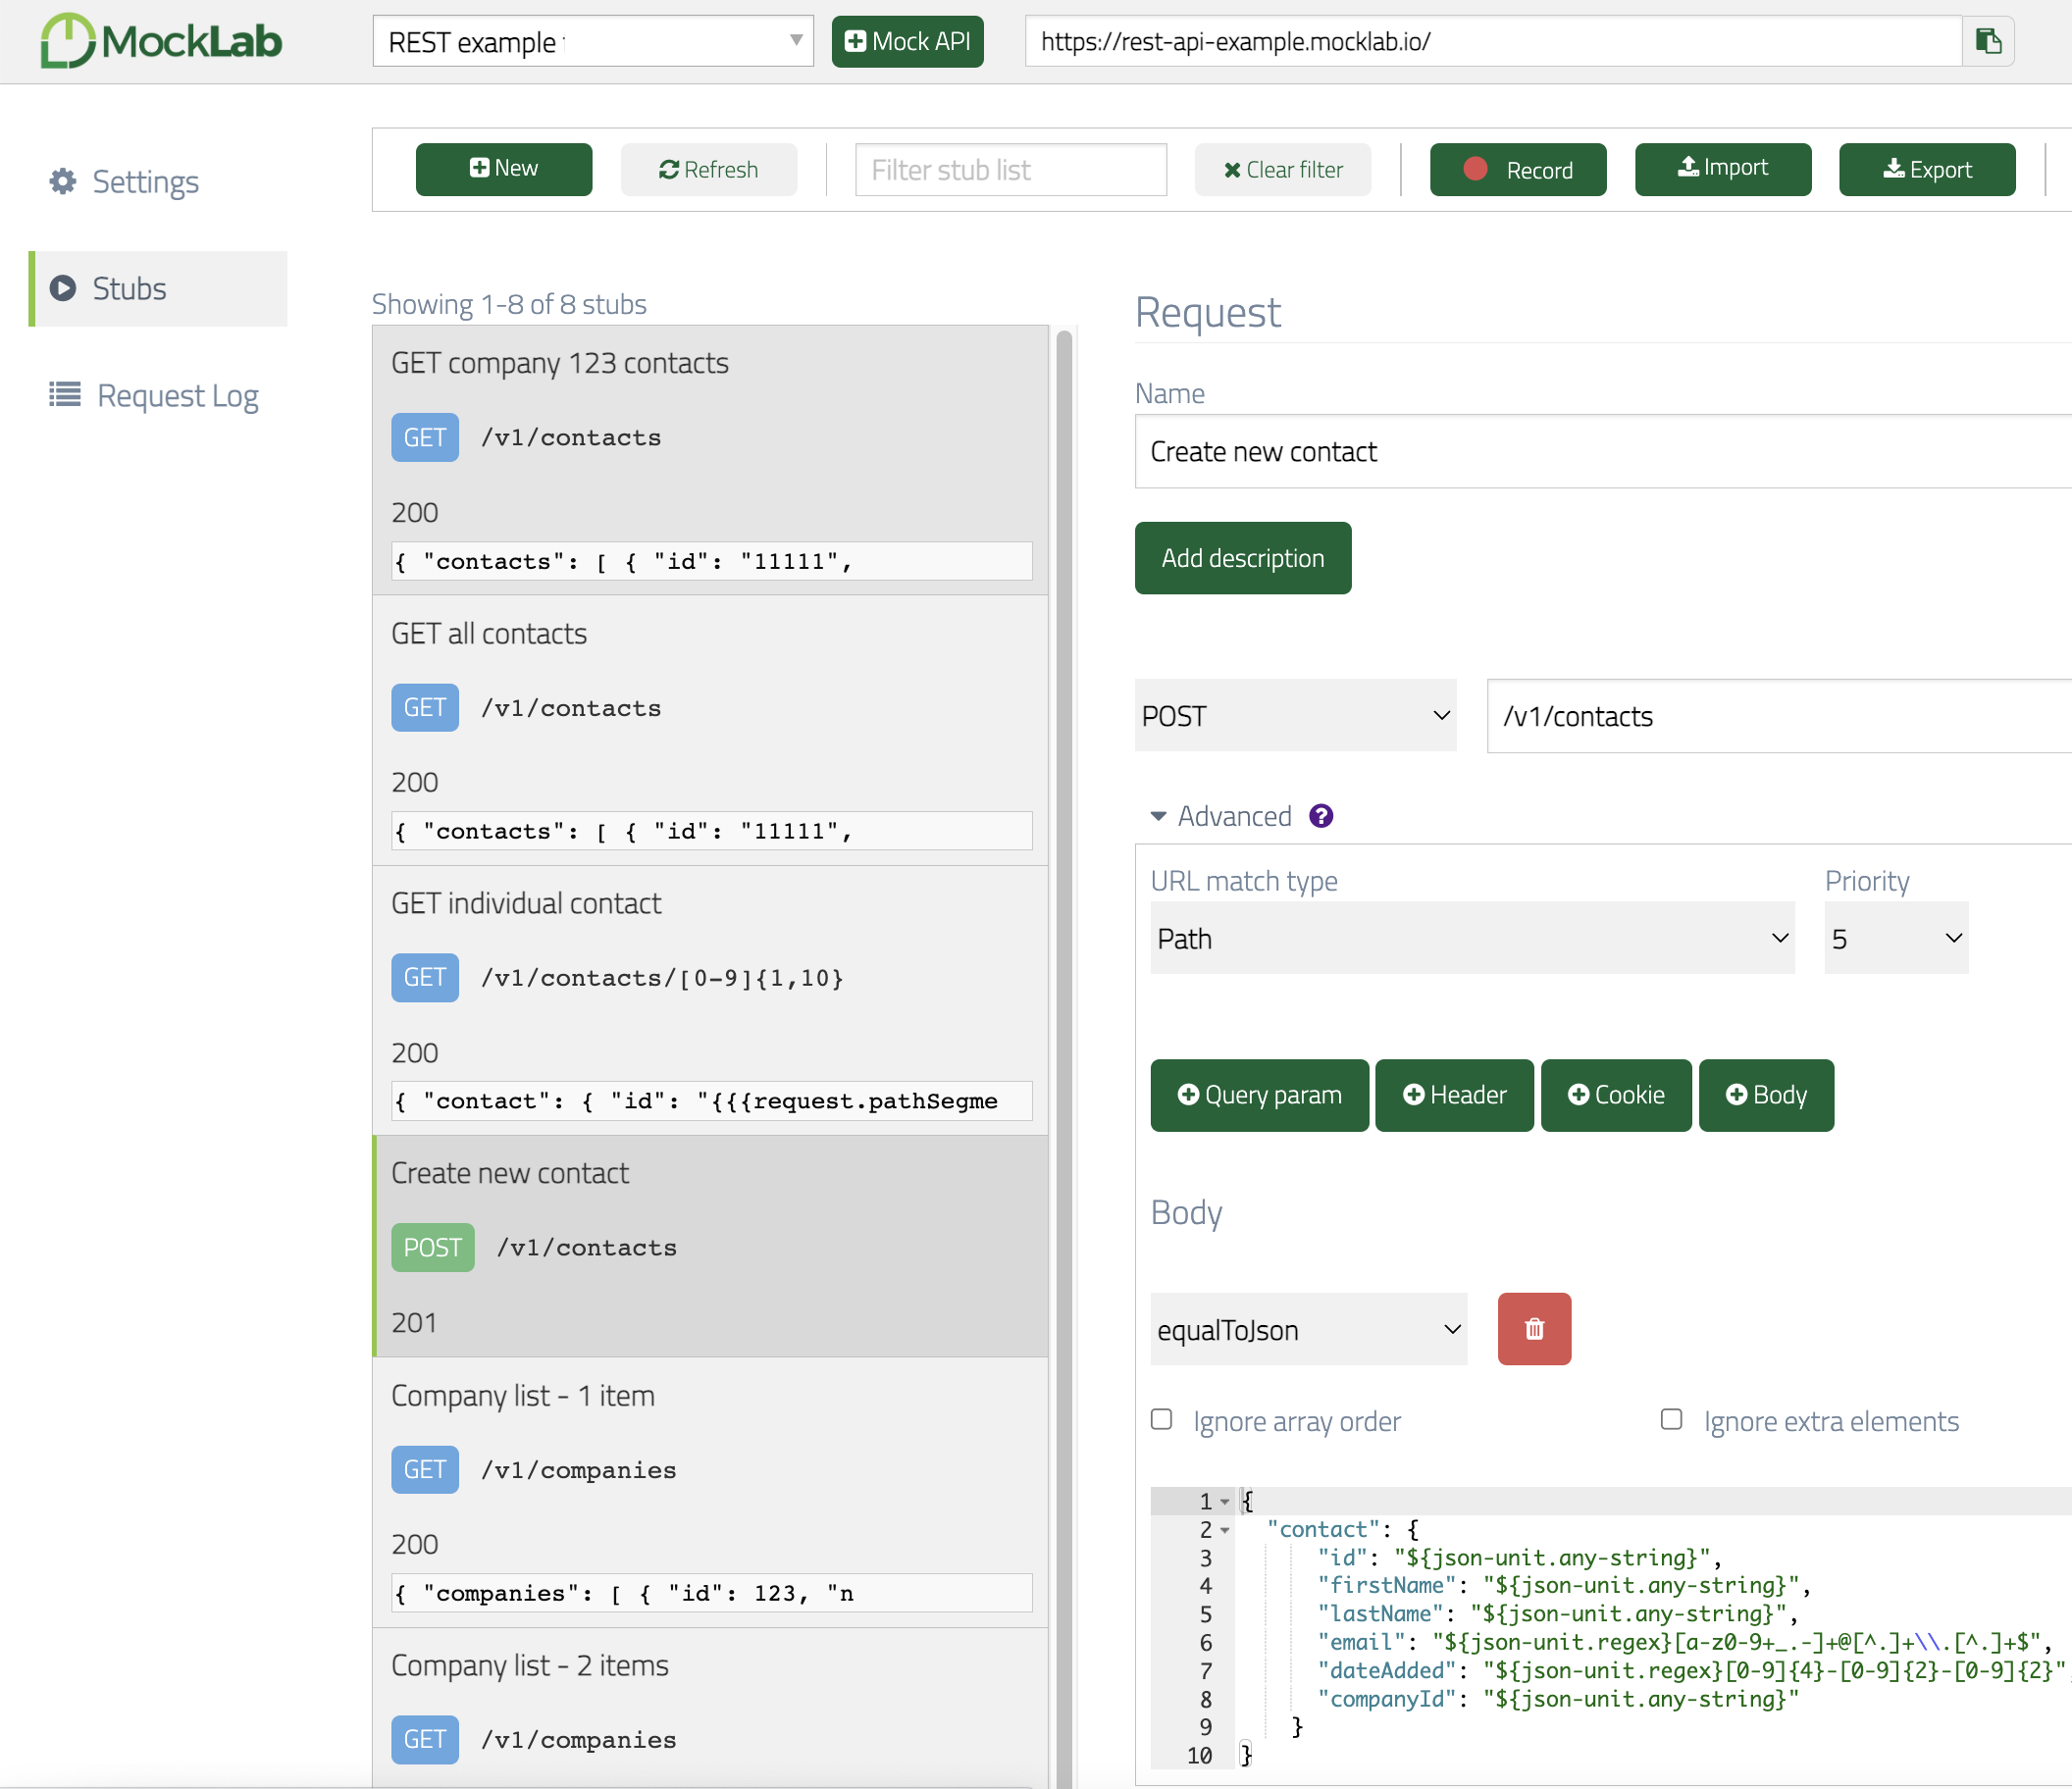 MockLab
REST example
Mock API
https://rest-api-example.mocklab.io/
New
Refresh
Filter stub list
Clear filter
Record
Import
Export
Settings
Stubs
Request Log
Showing 1-8 of 8 stubs
GET company 123 contacts
GET /v1/contacts
200
{ "contacts": [ { "id": "11111",
GET all contacts
GET /v1/contacts
200
{ "contacts": [ { "id": "11111",
GET individual contact
GET /v1/contacts/[0-9]{1,10}
200
{ "contact": { "id": "{{{request.pathSegme
Create new contact
POST /v1/contacts
201
Company list - 1 item
GET /v1/companies
200
{ "companies": [ { "id": 123, "n
Company list - 2 items
GET /v1/companies
Request
Name
Create new contact
Add description
POST
/v1/contacts
Advanced ?
URL match type
Priority
Path
5
Query param
Header
Cookie
Body
Body
equalToJson
Ignore array order
Ignore extra elements
1 {
2 "contact": {
3 "id": "${json-unit.any-string}",
4 "firstName": "${json-unit.any-string}",
5 "lastName": "${json-unit.any-string}",
6 "email": "${json-unit.regex}[a-z0-9+_.-]+@[^.]+\\.[^.]+$",
7 "dateAdded": "${json-unit.regex}[0-9]{4}-[0-9]{2}-[0-9]{2}",
8 "companyId": "${json-unit.any-string}"
9 }
10 }